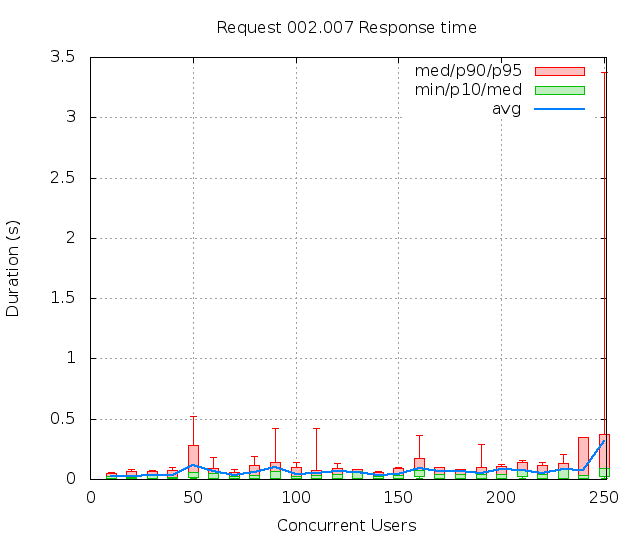 Request 002.007 Response time
3.5
3
2.5
2
1.5
1
0.5
0
med/p90/p95
min/p10/med
avg
Duration (s)
0
50
100
150
200
250
Concurrent Users